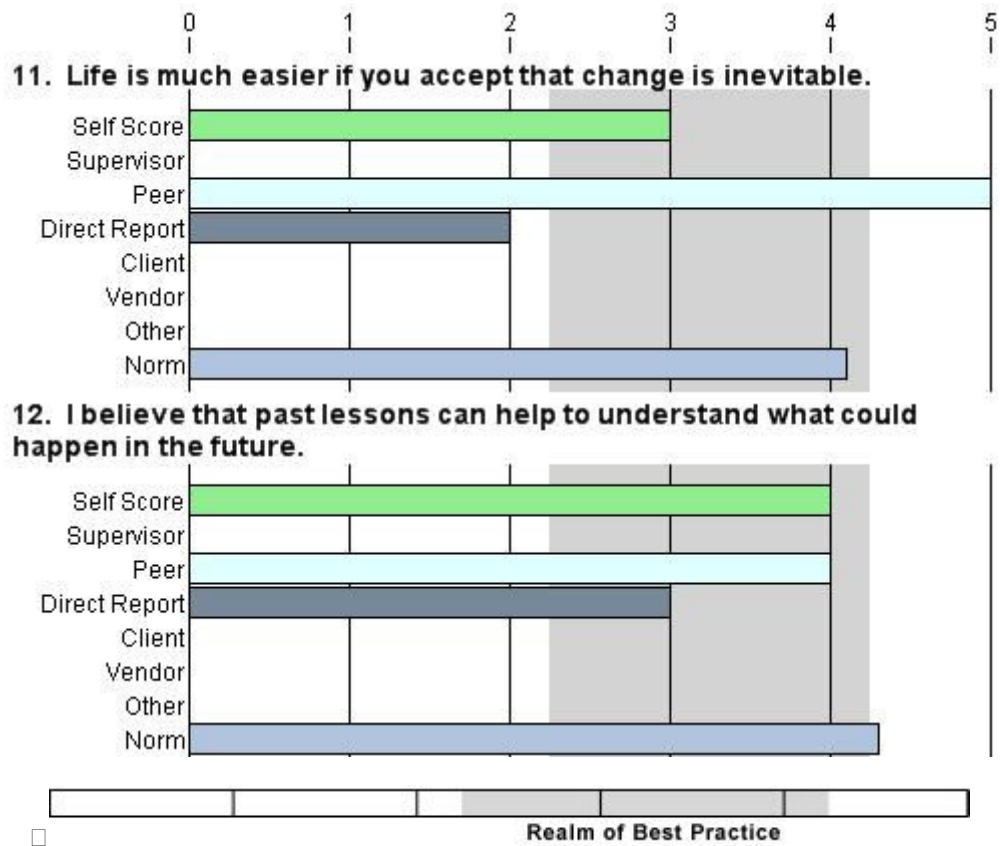 0 1 2 3 4 5
11. Life is much easier if you accept that change is inevitable.
Self Score
Supervisor
Peer
Direct Report
Client
Vendor
Other
Norm
12. I believe that past lessons can help to understand what could
happen in the future.
Self Score
Supervisor
Peer
Direct Report
Client
Vendor
Other
Norm
Realm of Best Practice